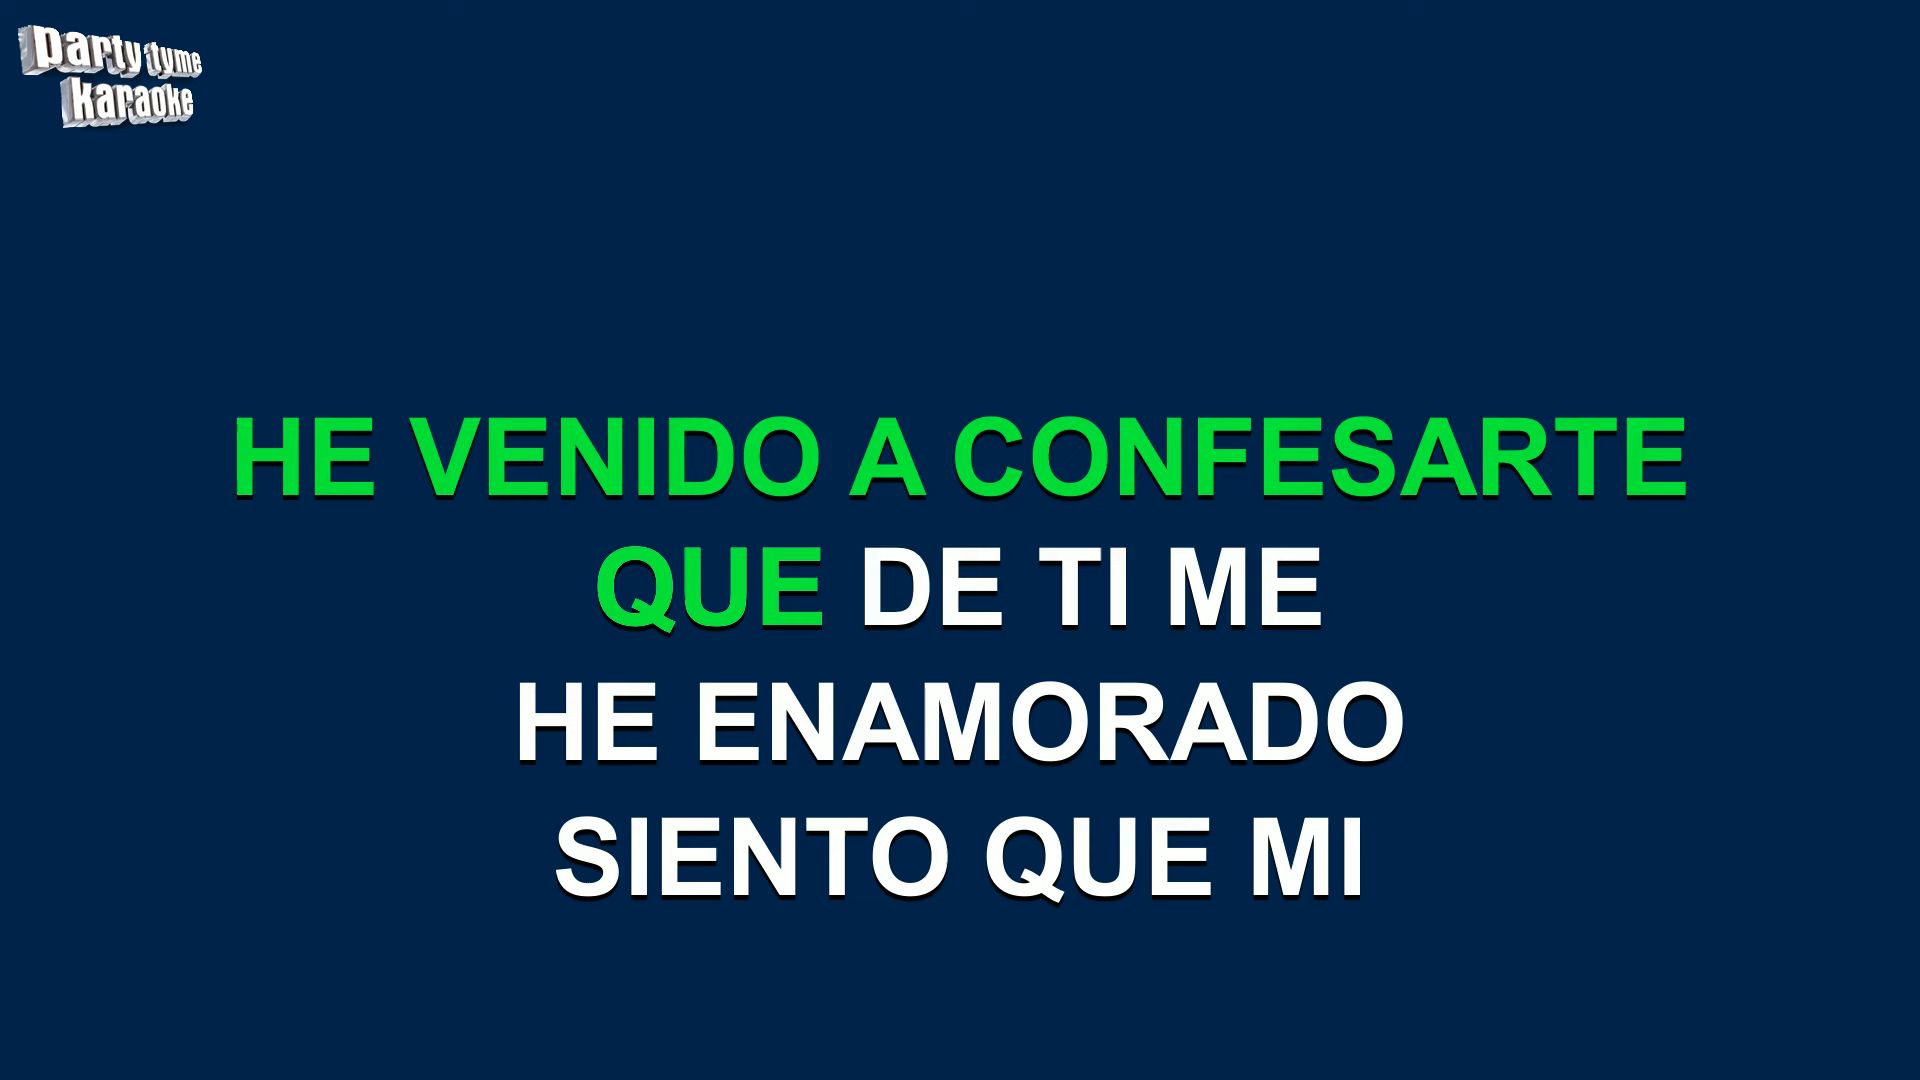 party tyme
karaoke
HE VENIDO A CONFESARTE
QUE DE TI ME
HE ENAMORADO
SIENTO QUE MI